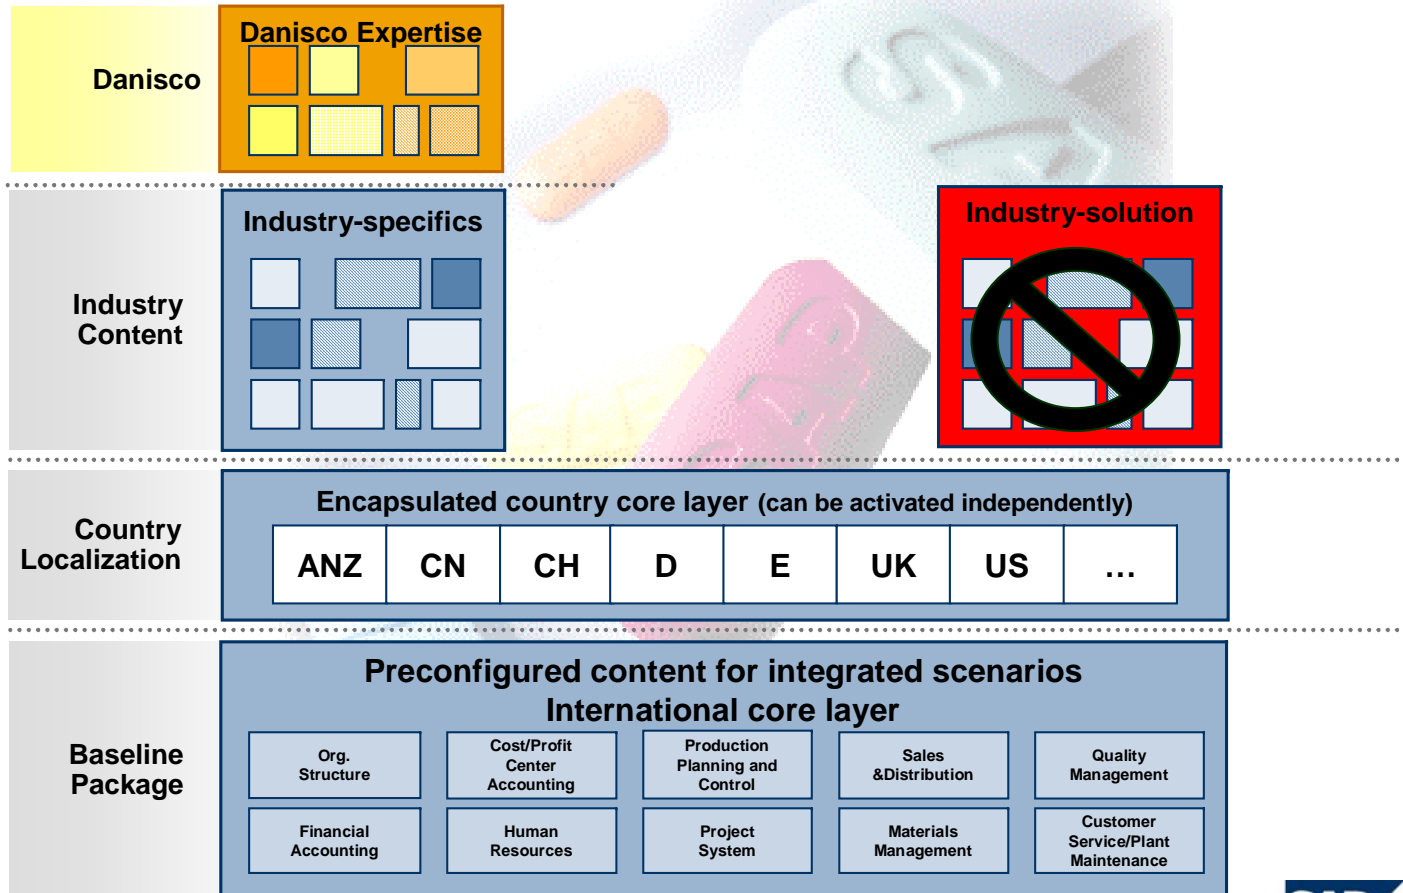 Danisco
Danisco Expertise
Industry
Content
Industry-specifics
Industry-solution
Country
Localization
Encapsulated country core layer (can be activated independently)
ANZ CN CH D E UK US ...
Baseline
Package
Preconfigured content for integrated scenarios
International core layer
Org.
Structure
Cost/Profit
Center
Accounting
Production
Planning and
Control
Sales
&Distribution
Quality
Management
Financial
Accounting
Human
Resources
Project
System
Materials
Management
Customer
Service/Plant
Maintenance